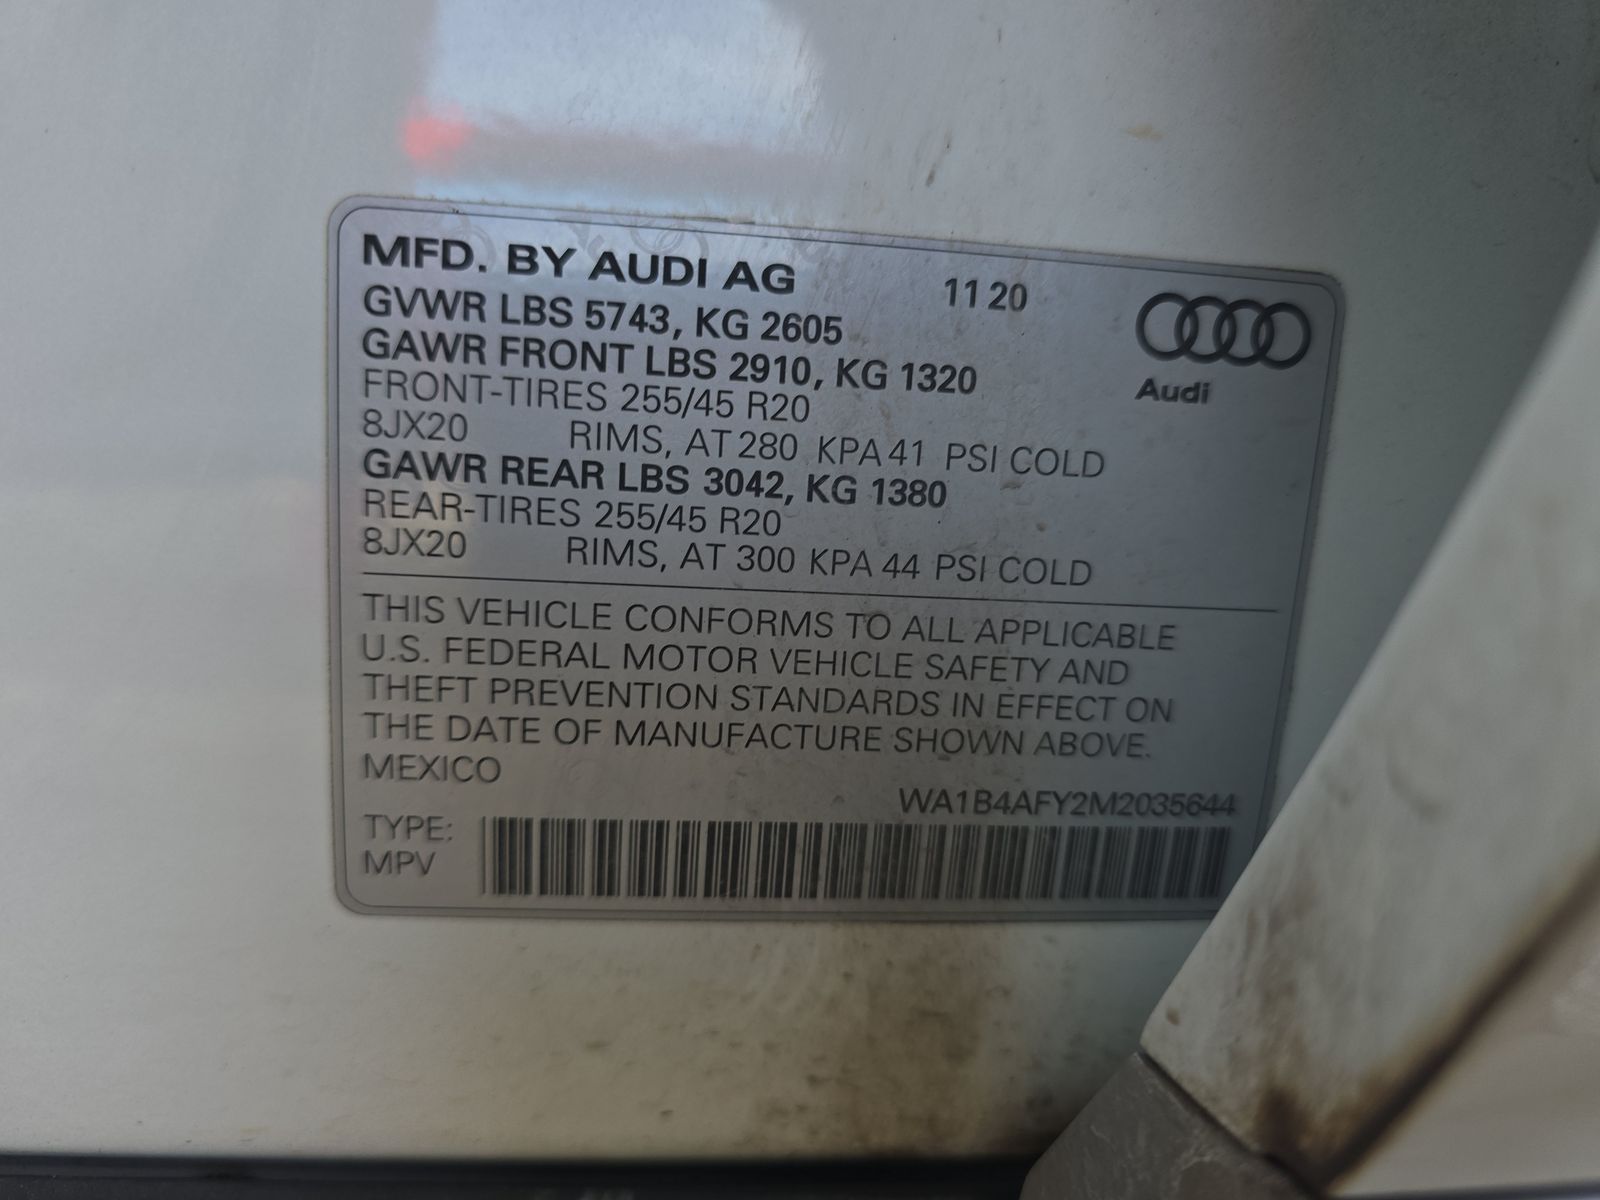 MFD. BY AUDI AG 11 20
GVWR LBS 5743, KG 2605
GAWR FRONT LBS 2910, KG 1320
Audi
FRONT-TIRES 255/45 R20
8JX20 RIMS, AT 280 KPA 41 PSI COLD
GAWR REAR LBS 3042, KG 1380
REAR-TIRES 255/45 R20
8JX20 RIMS, AT 300 KPA 44 PSI COLD
THIS VEHICLE CONFORMS TO ALL APPLICABLE
U.S. FEDERAL MOTOR VEHICLE SAFETY AND
THEFT PREVENTION STANDARDS IN EFFECT ON
THE DATE OF MANUFACTURE SHOWN ABOVE.
MEXICO
WA1B4AFY2M2035644
TYPE:
MPV